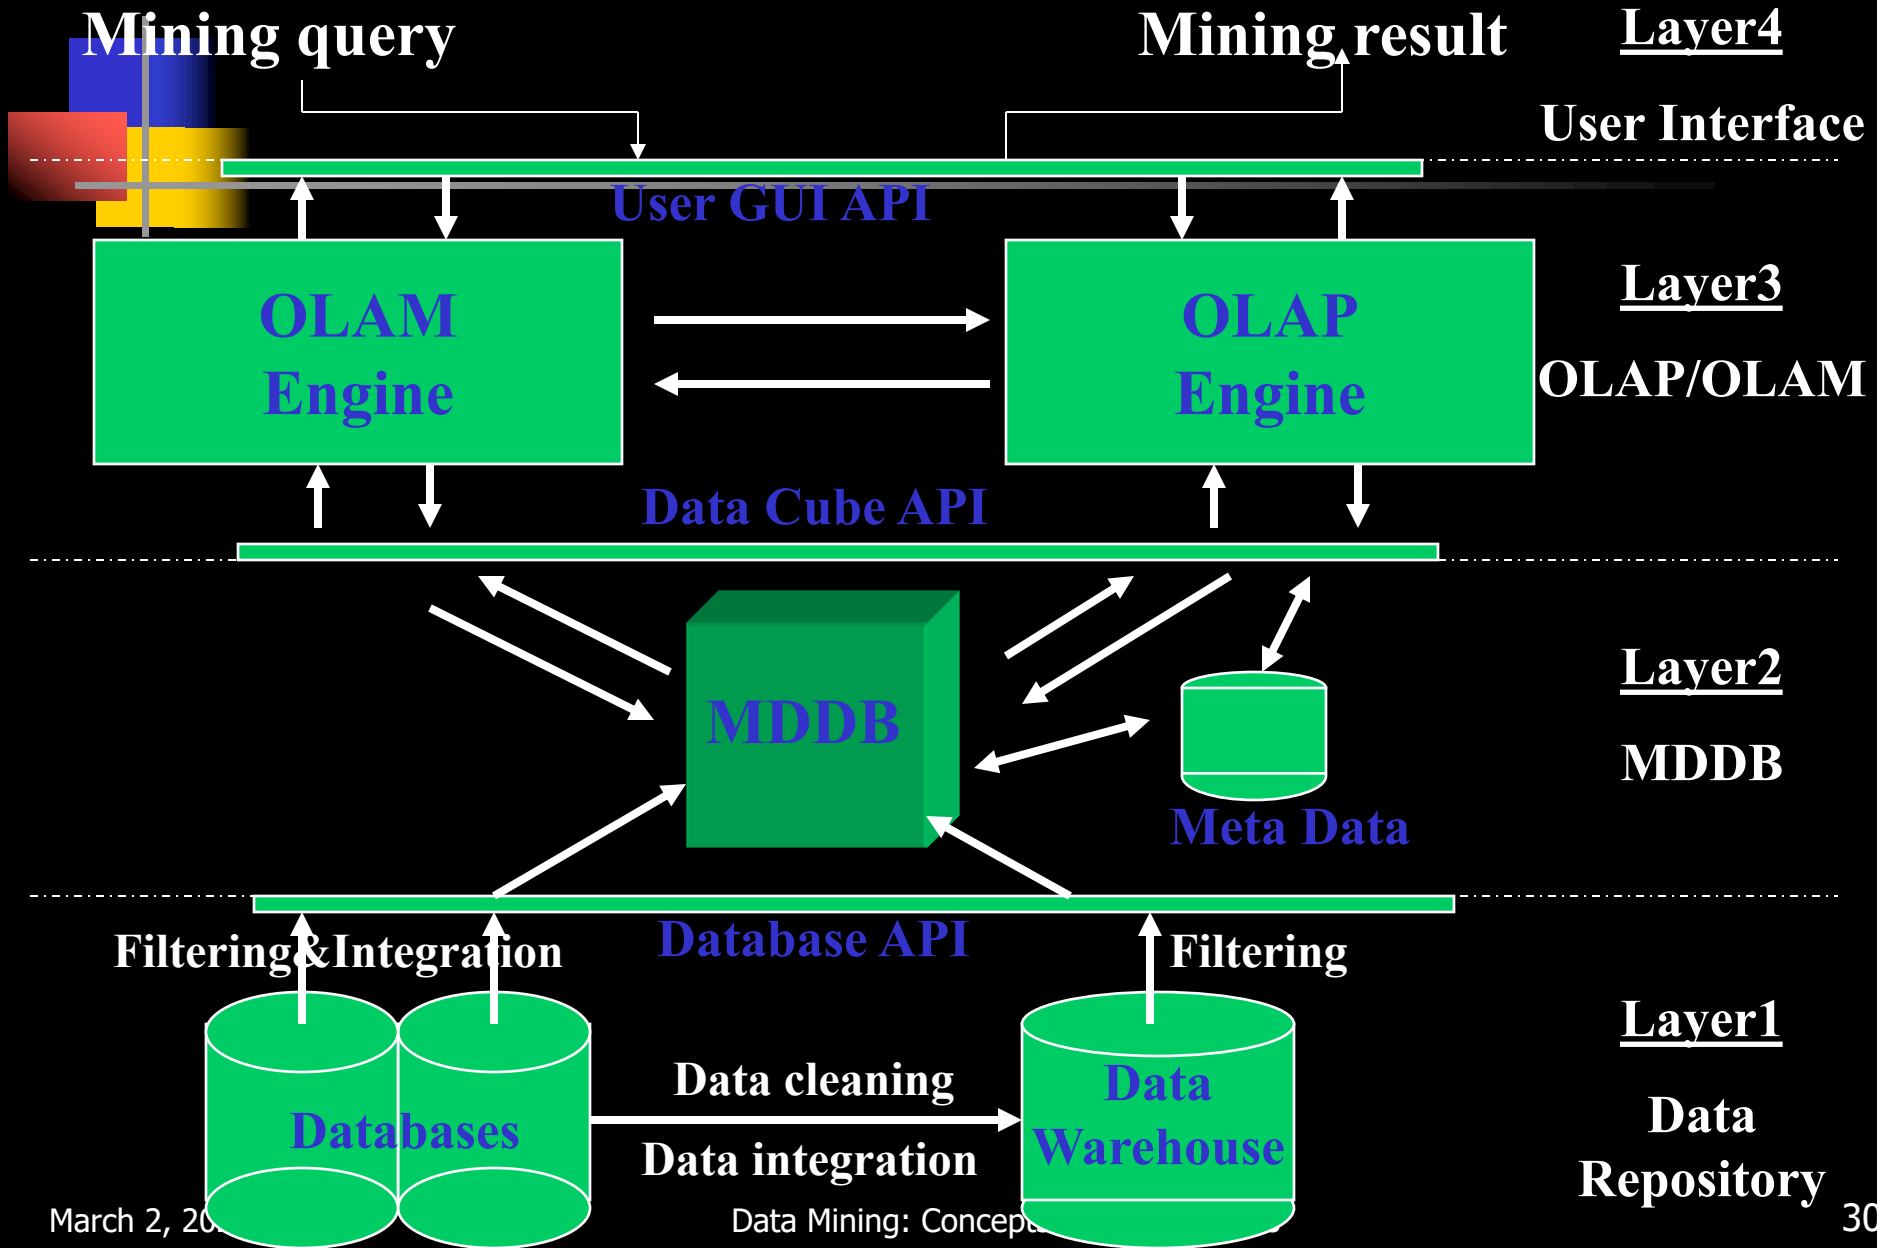 Mining query
Mining result
Layer4
User Interface
User GUI API
OLAM
Engine
OLAP
Engine
Layer3
OLAP/OLAM
Data Cube API
MDDB
Meta Data
Layer2
MDDB
Database API
Filtering&Integration
Filtering
Layer1
Data
Repository
Databases
Data cleaning
Data integration
Data
Warehouse
March 2,
Data Mining:
30